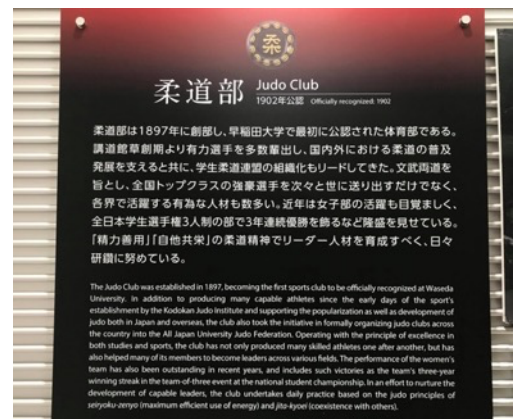 柔
柔道部 Judo Club
1902年公認 Officially recognized: 1902
柔道部は1897年に創部し、早稲田大学で最初に公認された体育部である。
講道館草創期より有力選手を多数輩出し、国内外における柔道の普及
発展を支えると共に、学生柔道連盟の組織化もリードしてきた。文武両道を
旨とし、全国トップクラスの強豪選手を次々と世に送り出すだけでなく、
各界で活躍する有為な人材も数多い。近年は女子部の活躍も目覚ましく、
全日本学生選手権3人制の部で3年連続優勝を飾るなど隆盛を見せている。
「精力善用」「自他共栄」の柔道精神でリーダー人材を育成すべく、日々
研鑽に努めている。
The Judo Club was established in 1897, becoming the first sports club to be officially recognized at Waseda
University. In addition to producing many capable athletes since the early days of the sport's
establishment by the Kodokan Judo Institute and supporting the popularization as well as development of
judo both in Japan and overseas, the club also took the initiative in formally organizing judo clubs across
the country into the All Japan University Judo Federation. Operating with the principle of excellence in
both studies and sports, the club has not only produced many skilled athletes one after another, but has
also helped many of its members to become leaders across various fields. The performance of the women's
team has also been outstanding in recent years, and includes such victories as the team's three-year
winning streak in the team-of-three event at the national student championship. In an effort to nurture the
development of capable leaders, the club undertakes daily practice based on the judo principles of
seiryoku-zenyo (maximum efficient use of energy) and jita-kyoei (coexistence with others).